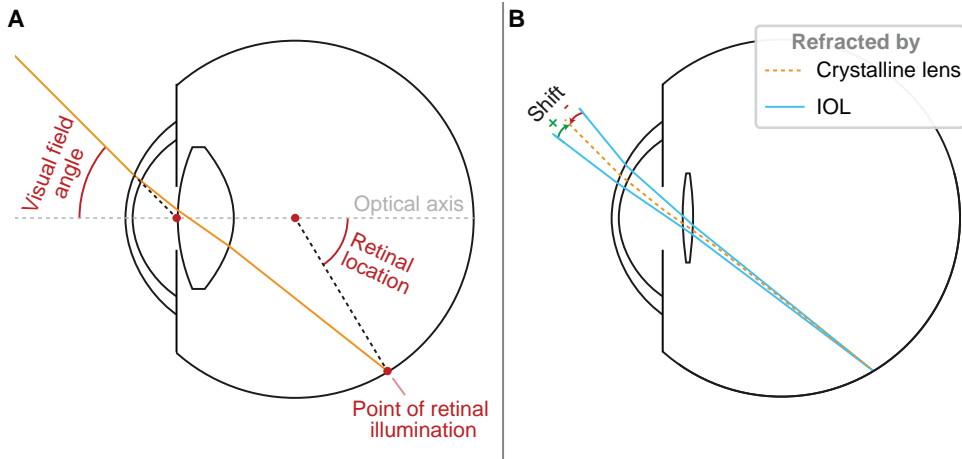 A
Visual field
angle
Optical axis
Retinal
location
Point of retinal
illumination
B
Refracted by
Crystalline lens
IOL
Shift
+
-